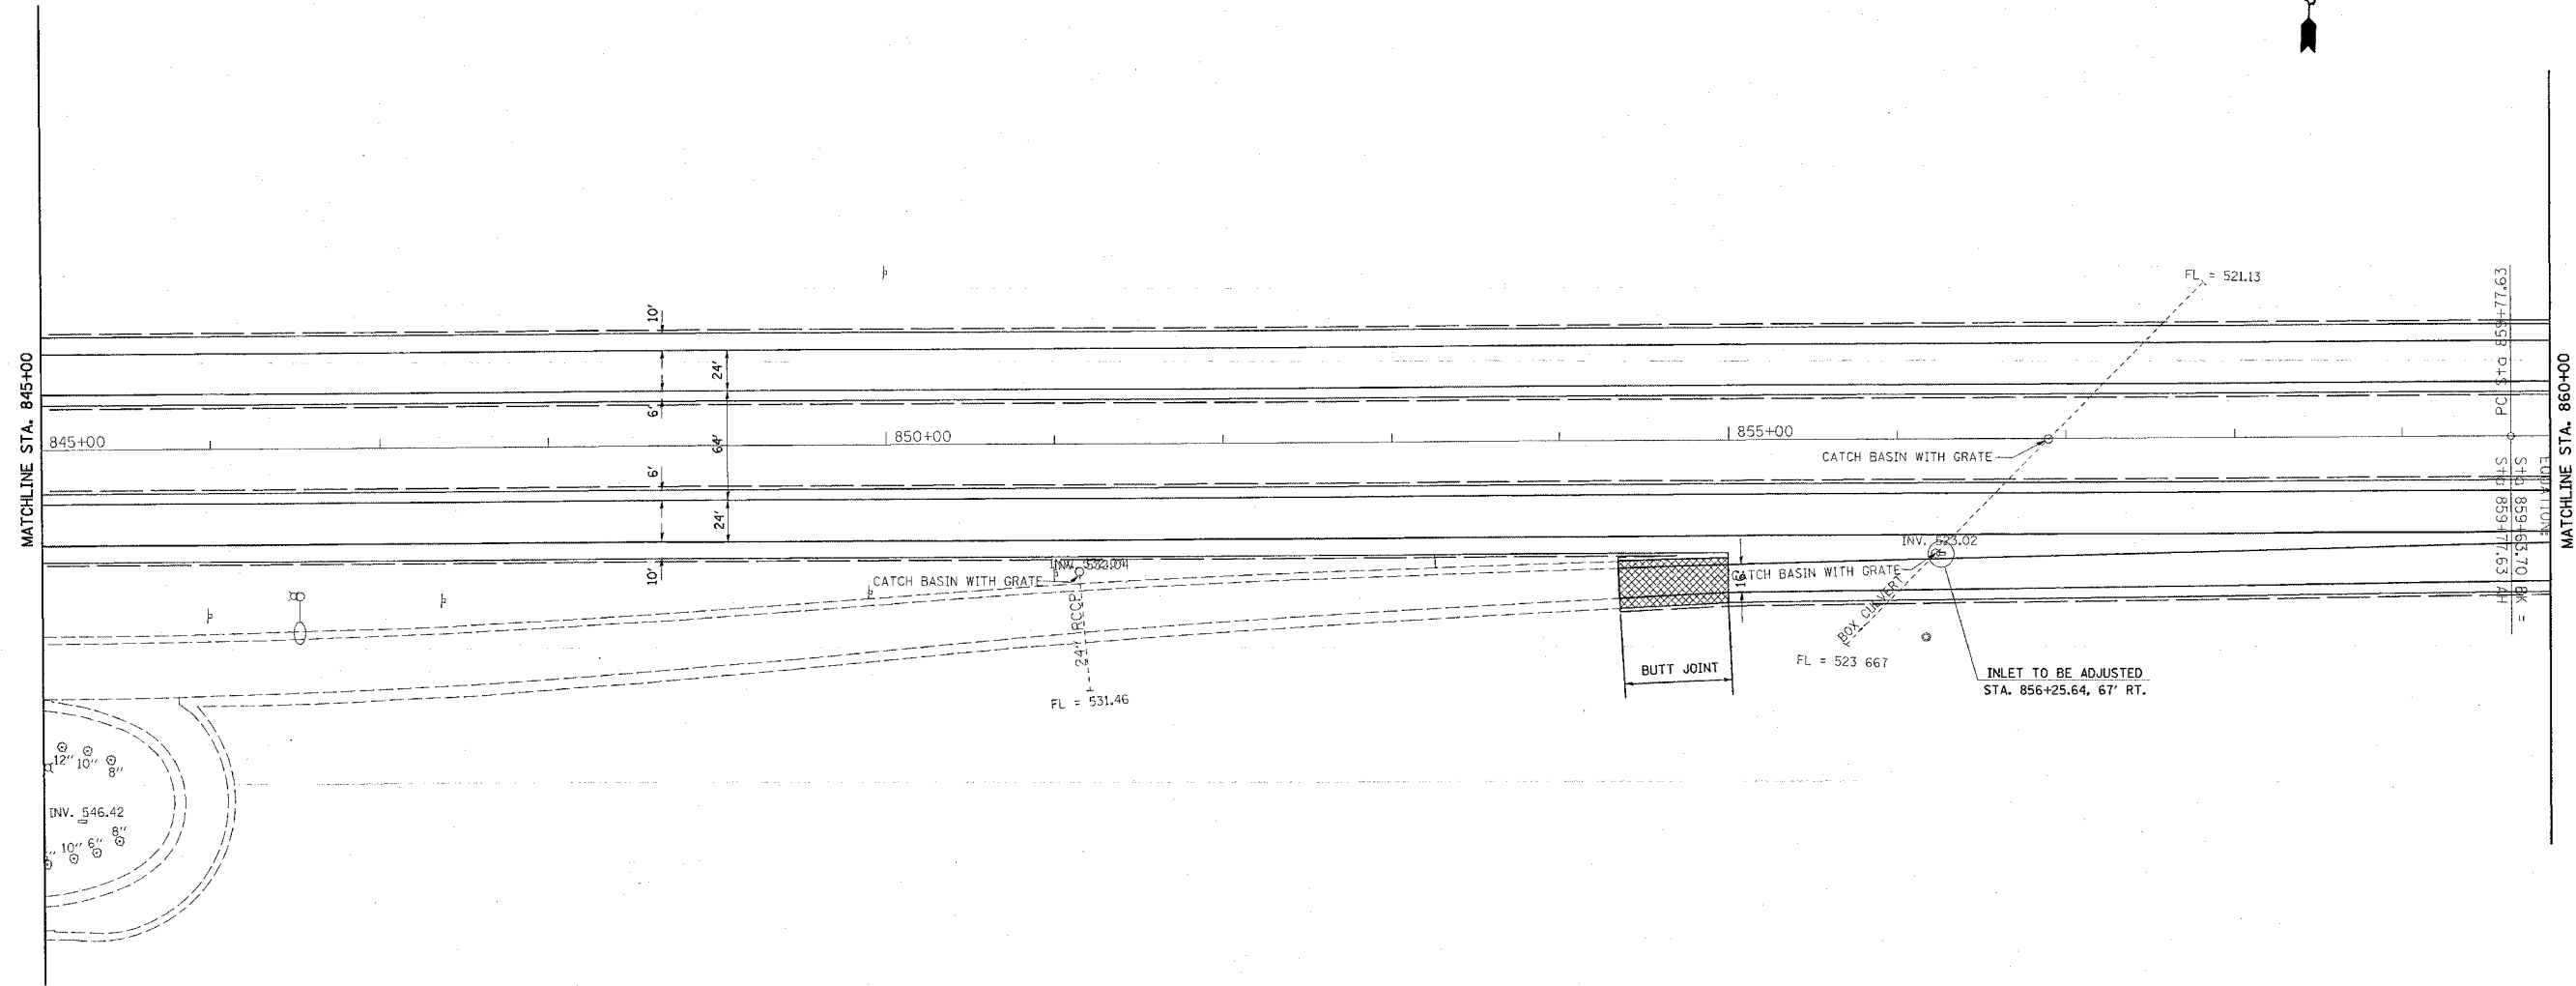 MATCHLINE STA. 845+00
MATCHLINE STA. 860+00
FL = 521.13
PC Sta 859+77.63
10'
24'
6'
845+00
850+00
855+00
64'
CATCH BASIN WITH GRATE
6'
24'
EQUATION:
Sta 859+63.70 BK =
Sta 859+77.63 AH
INV. 523.02
10'
CATCH BASIN WITH GRATE
CATCH BASIN WITH GRATE
16'
24" RCCP
BOX CULVERT
FL = 523 667
BUTT JOINT
INLET TO BE ADJUSTED
STA. 856+25.64, 67' RT.
FL = 531.46
12" 10" 8"
INV. 546.42
10" 6" 8"